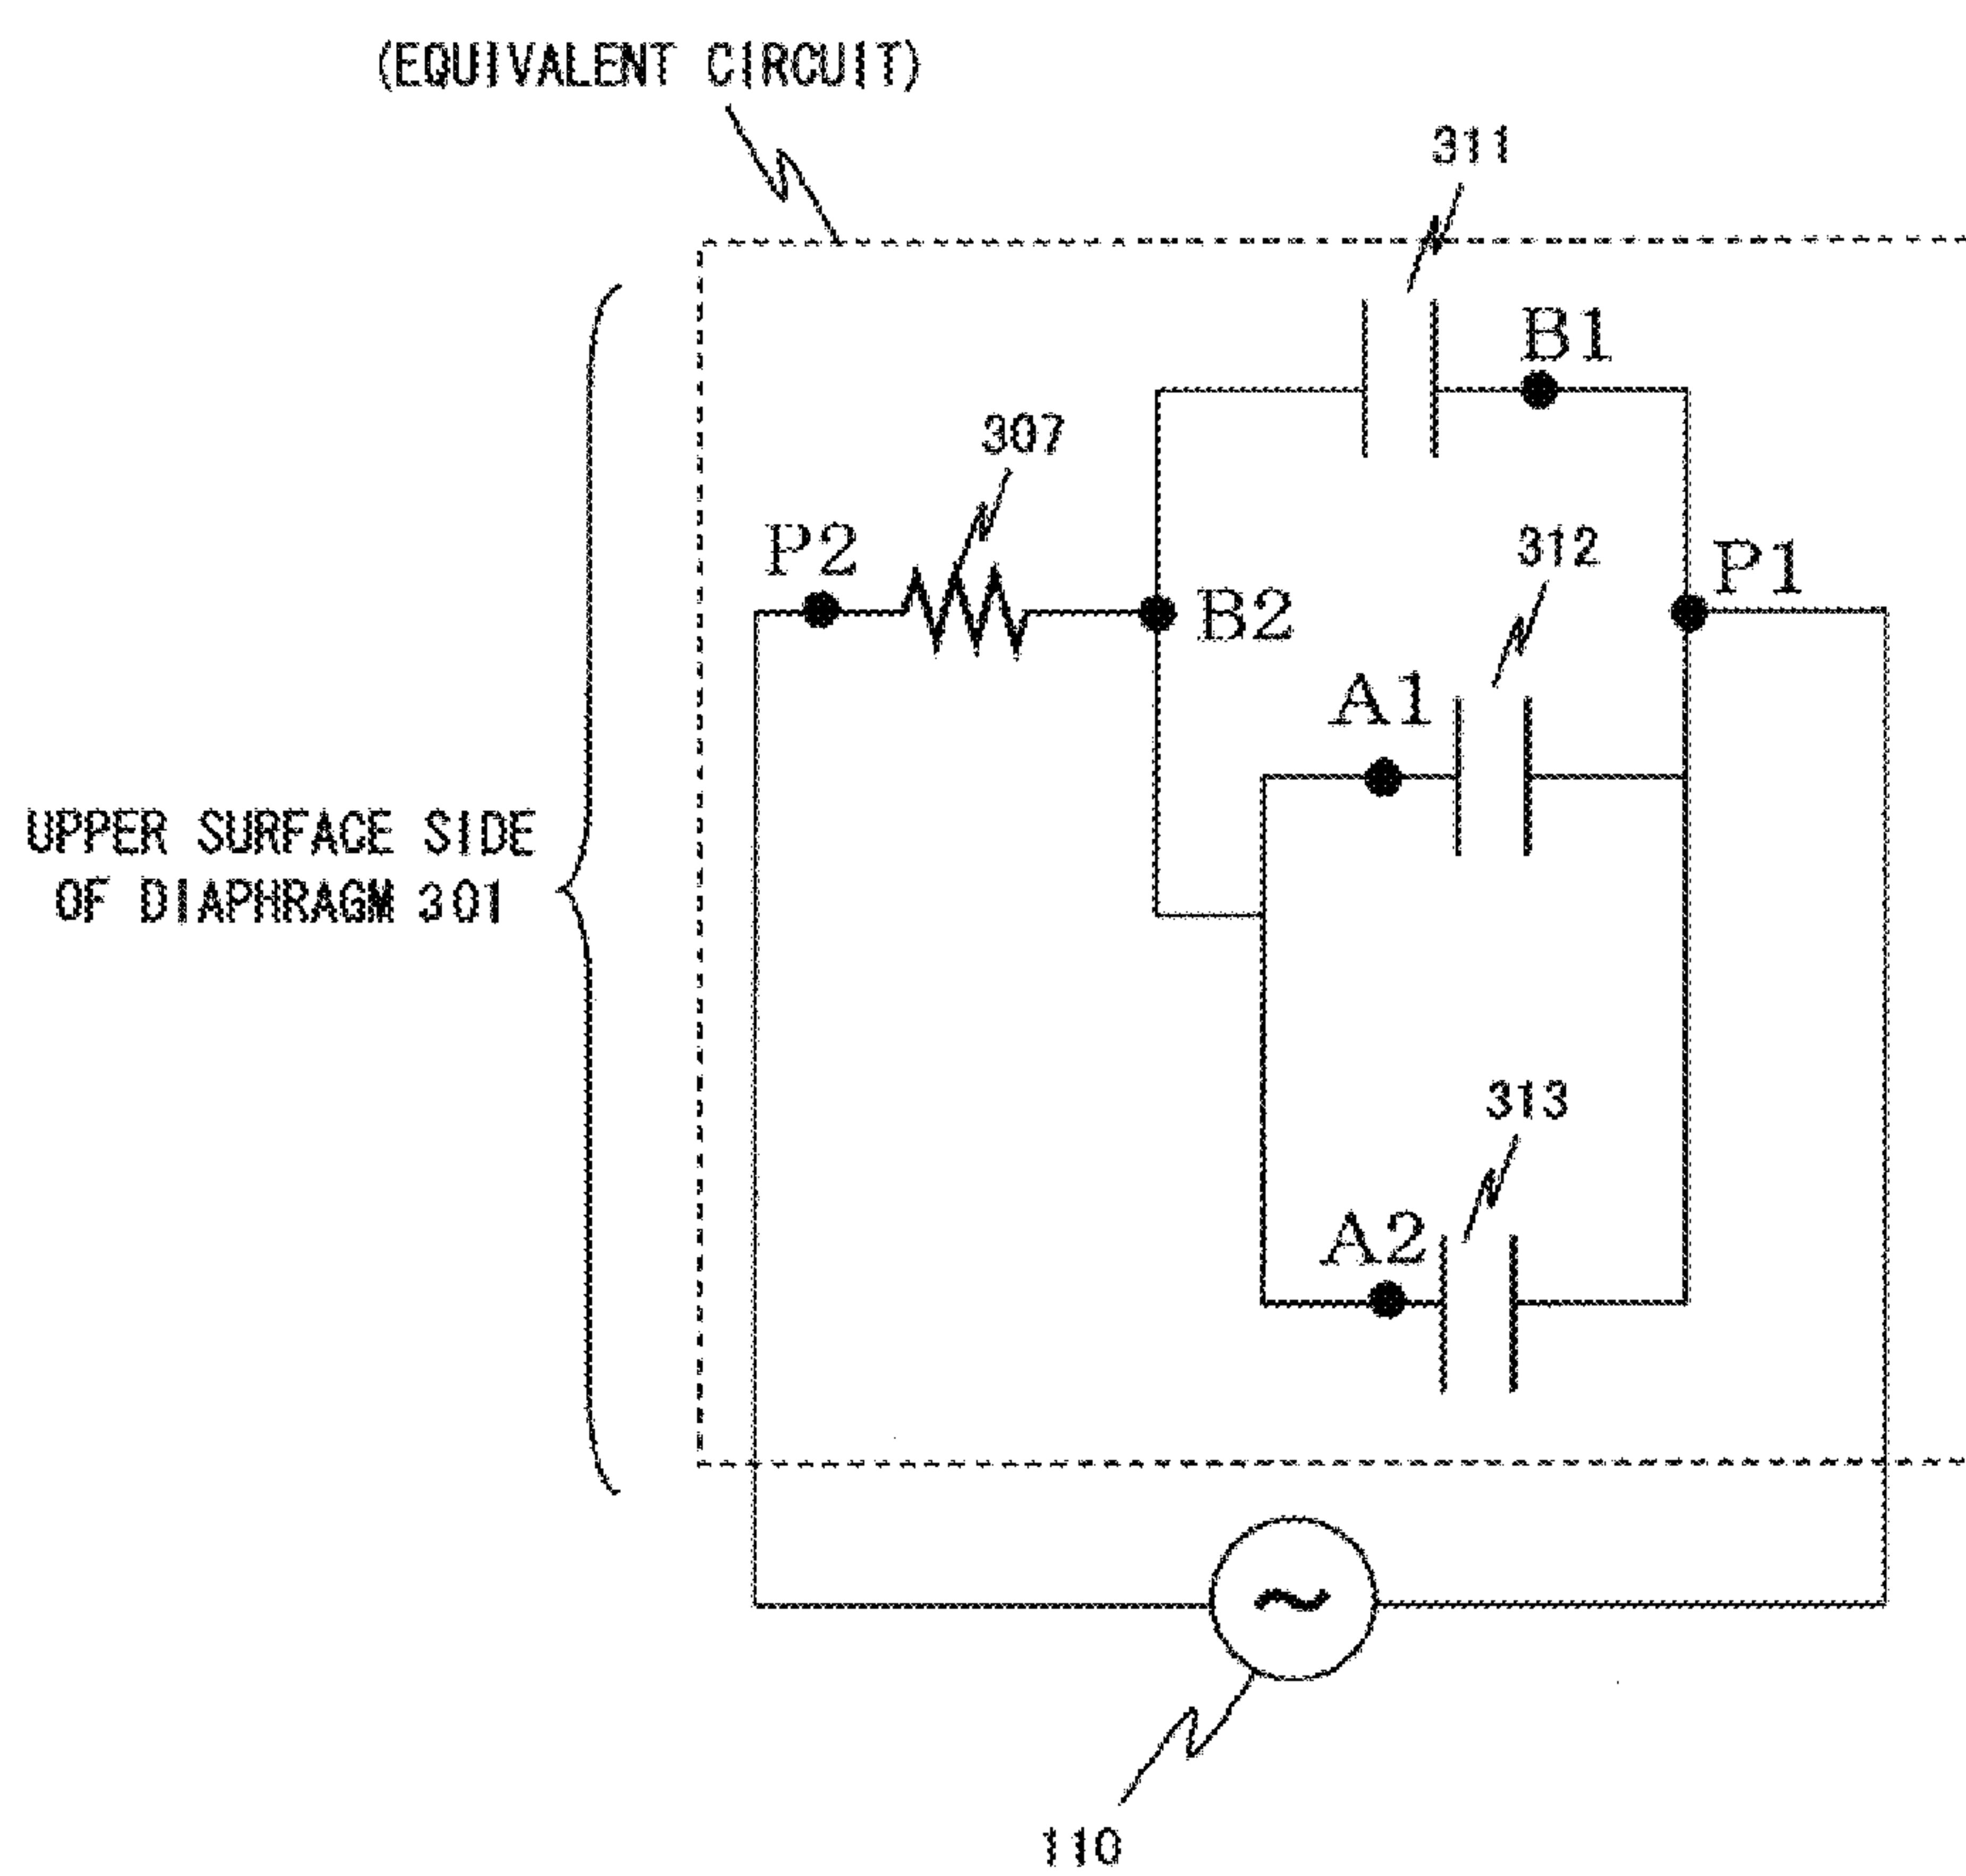 (EQUIVALENT CIRCUIT)
311
B1
307
P2
312
P1
B2
A1
UPPER SURFACE SIDE
OF DIAPHRAGM 301
313
A2
~
110